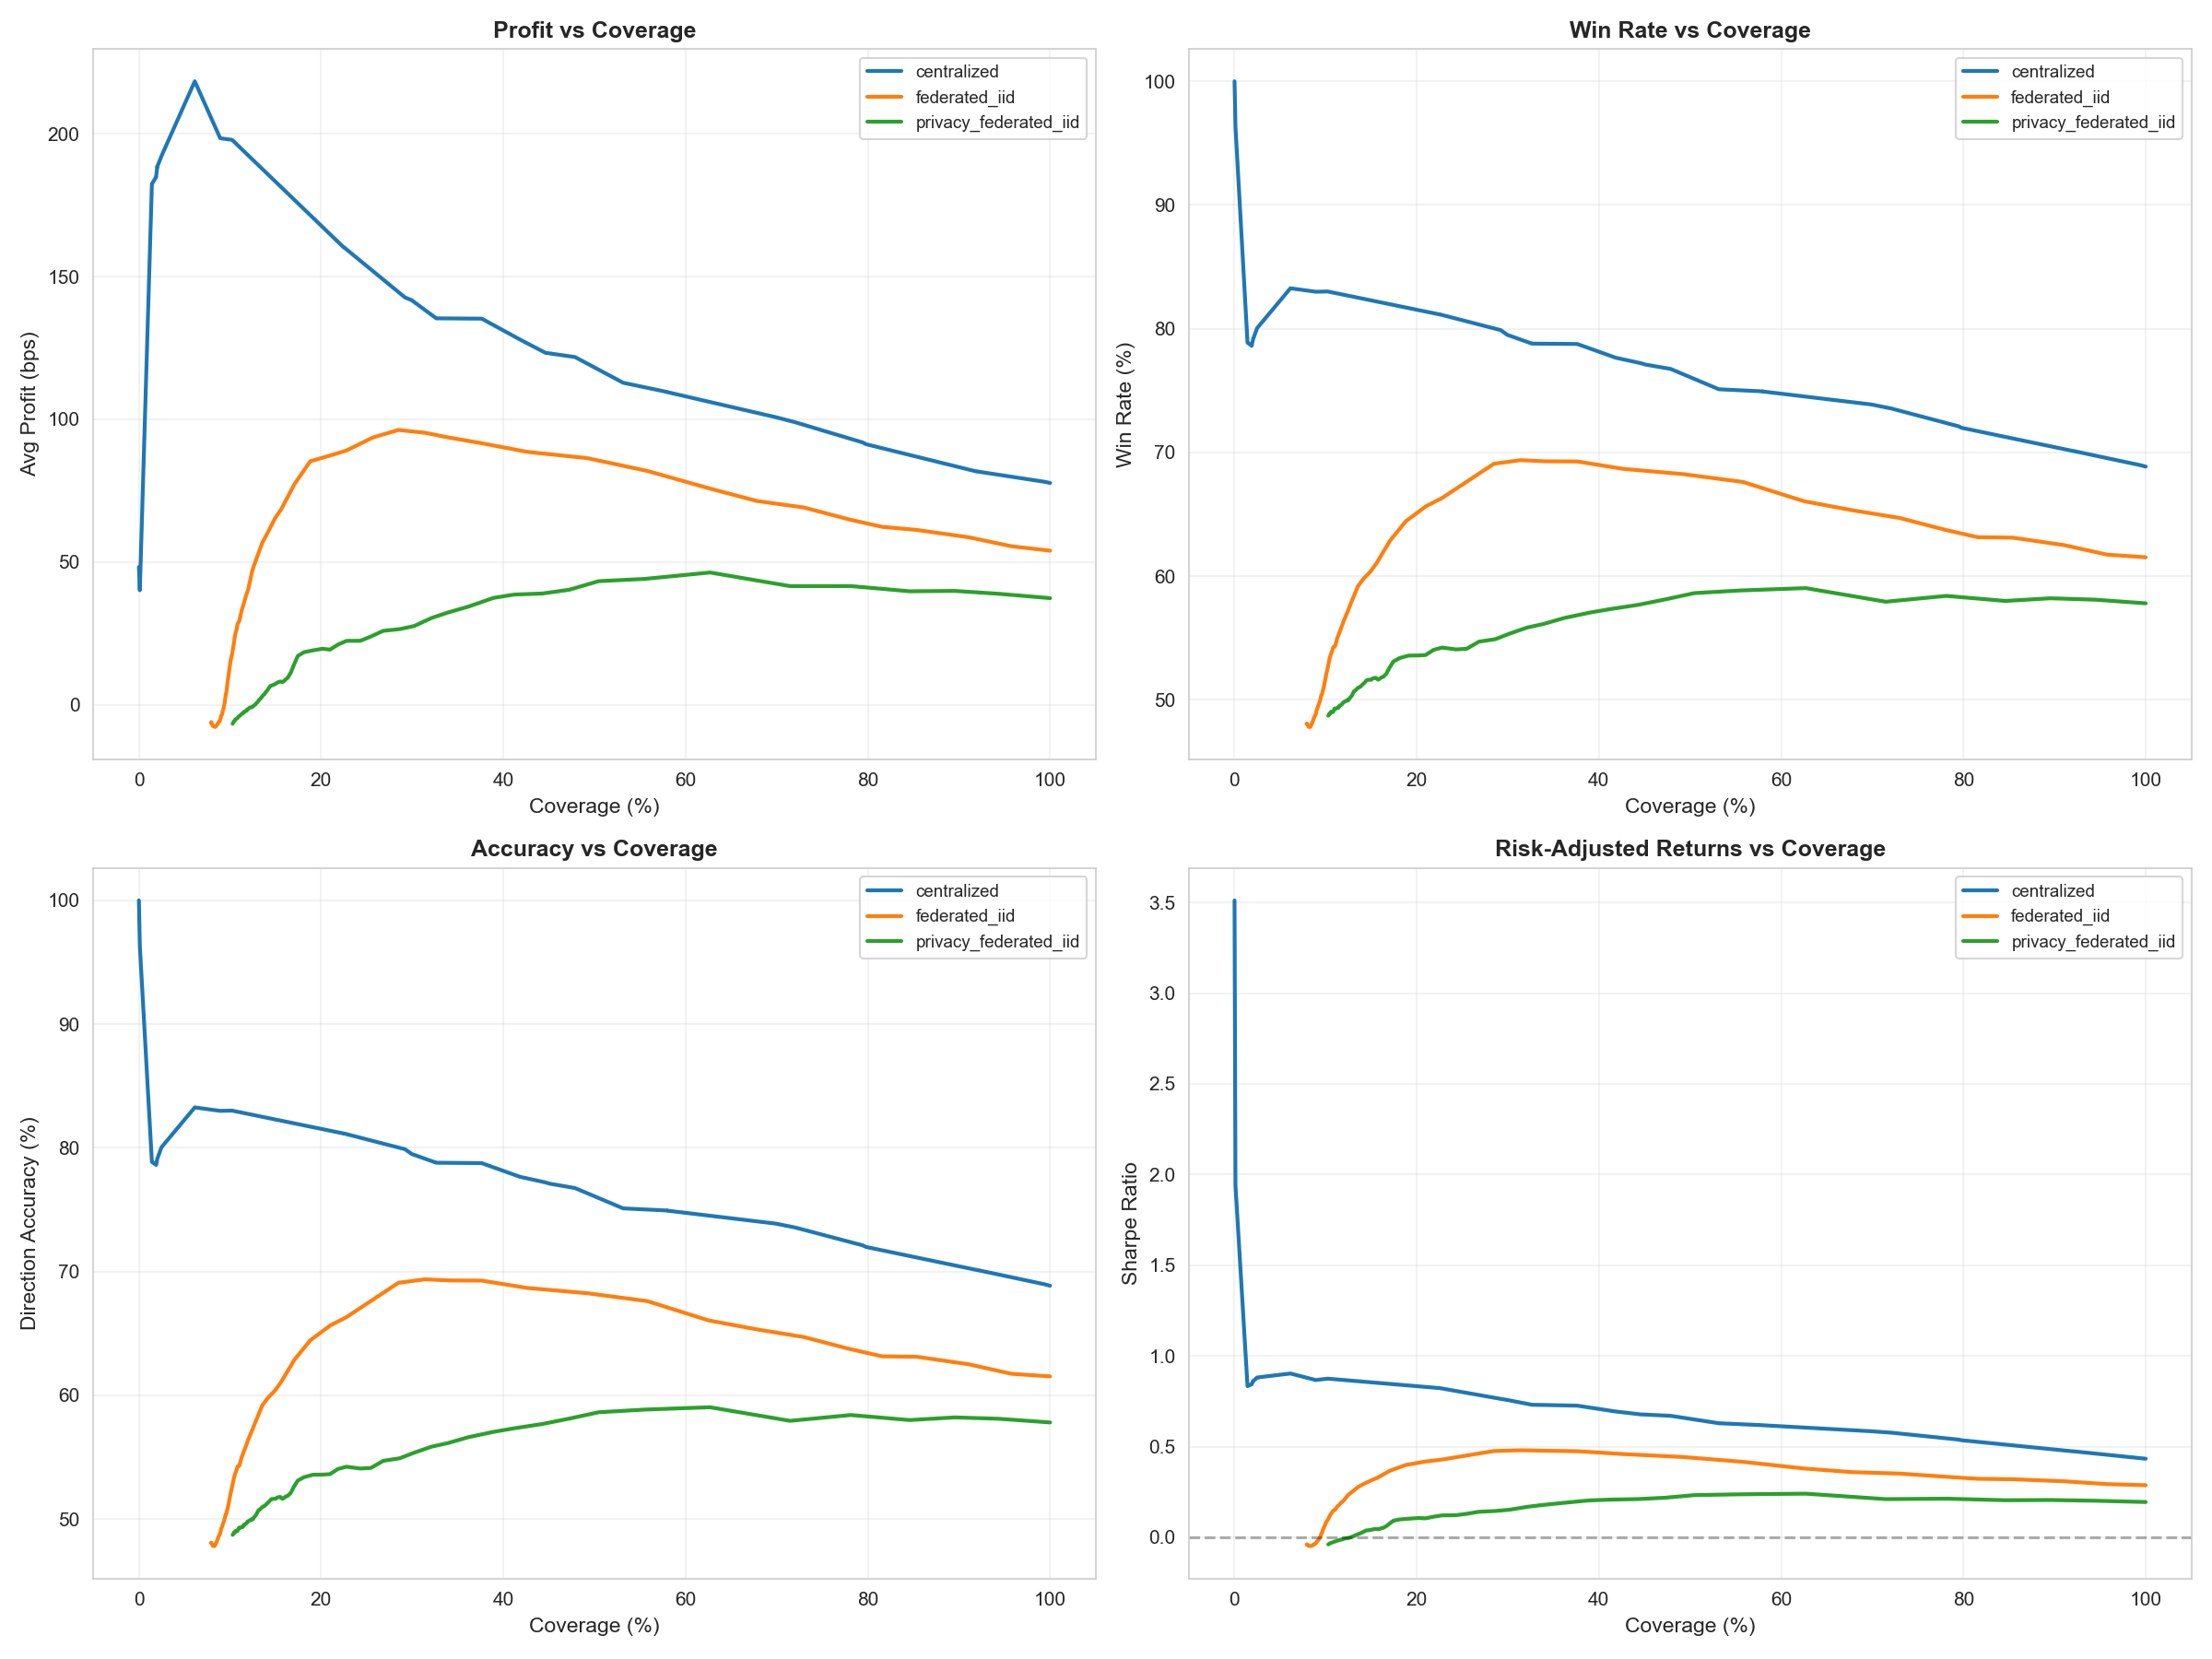 Profit vs Coverage
Avg Profit (bps)
200
150
100
50
0
0 20 40 60 80 100
Coverage (%)
centralized
federated_iid
privacy_federated_iid
Win Rate vs Coverage
Win Rate (%)
100
90
80
70
60
50
0 20 40 60 80 100
Coverage (%)
centralized
federated_iid
privacy_federated_iid
Accuracy vs Coverage
Direction Accuracy (%)
100
90
80
70
60
50
0 20 40 60 80 100
Coverage (%)
centralized
federated_iid
privacy_federated_iid
Risk-Adjusted Returns vs Coverage
Sharpe Ratio
3.5
3.0
2.5
2.0
1.5
1.0
0.5
0.0
0 20 40 60 80 100
Coverage (%)
centralized
federated_iid
privacy_federated_iid